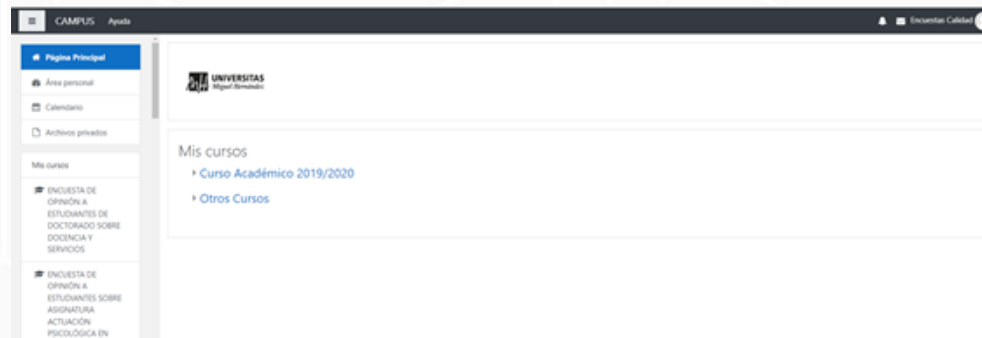 CAMPUS Ayuda
Encuestas Calidad
Página Principal
Área personal
Calendario
Archivos privados
Mis cursos
ENCUESTA DE
OPINIÓN A
ESTUDIANTES DE
DOCTORADO SOBRE
DOCENCIA Y
SERVICIOS
ENCUESTA DE
OPINIÓN A
ESTUDIANTES SOBRE
ASIGNATURA
ACTUACIÓN
PSICOLÓGICA EN
UNIVERSITAS
Miguel Hernández
Mis cursos
Curso Académico 2019/2020
Otros Cursos